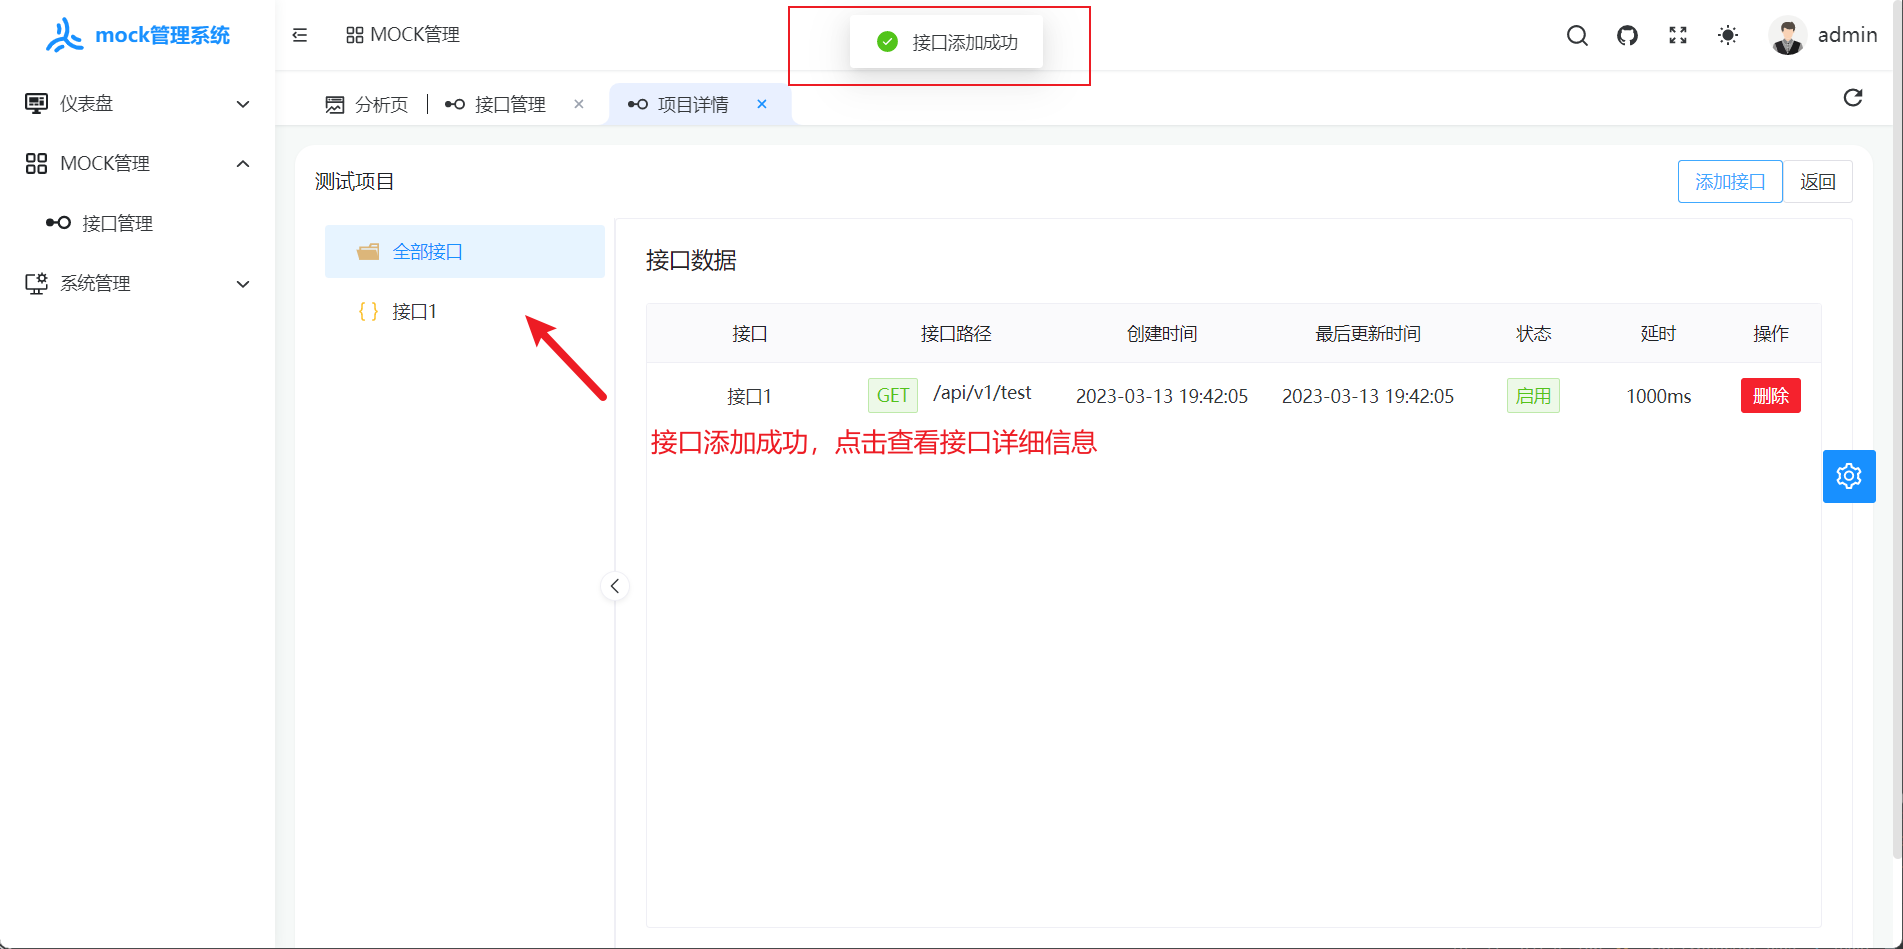 mock管理系统
MOCK管理
接口添加成功
admin
仪表盘
MOCK管理
接口管理
系统管理
分析页
接口管理
项目详情
测试项目
添加接口
返回
全部接口
接口1
接口数据
接口 接口路径 创建时间 最后更新时间 状态 延时 操作
接口1 GET /api/v1/test 2023-03-13 19:42:05 2023-03-13 19:42:05 启用 1000ms 删除
接口添加成功，点击查看接口详细信息